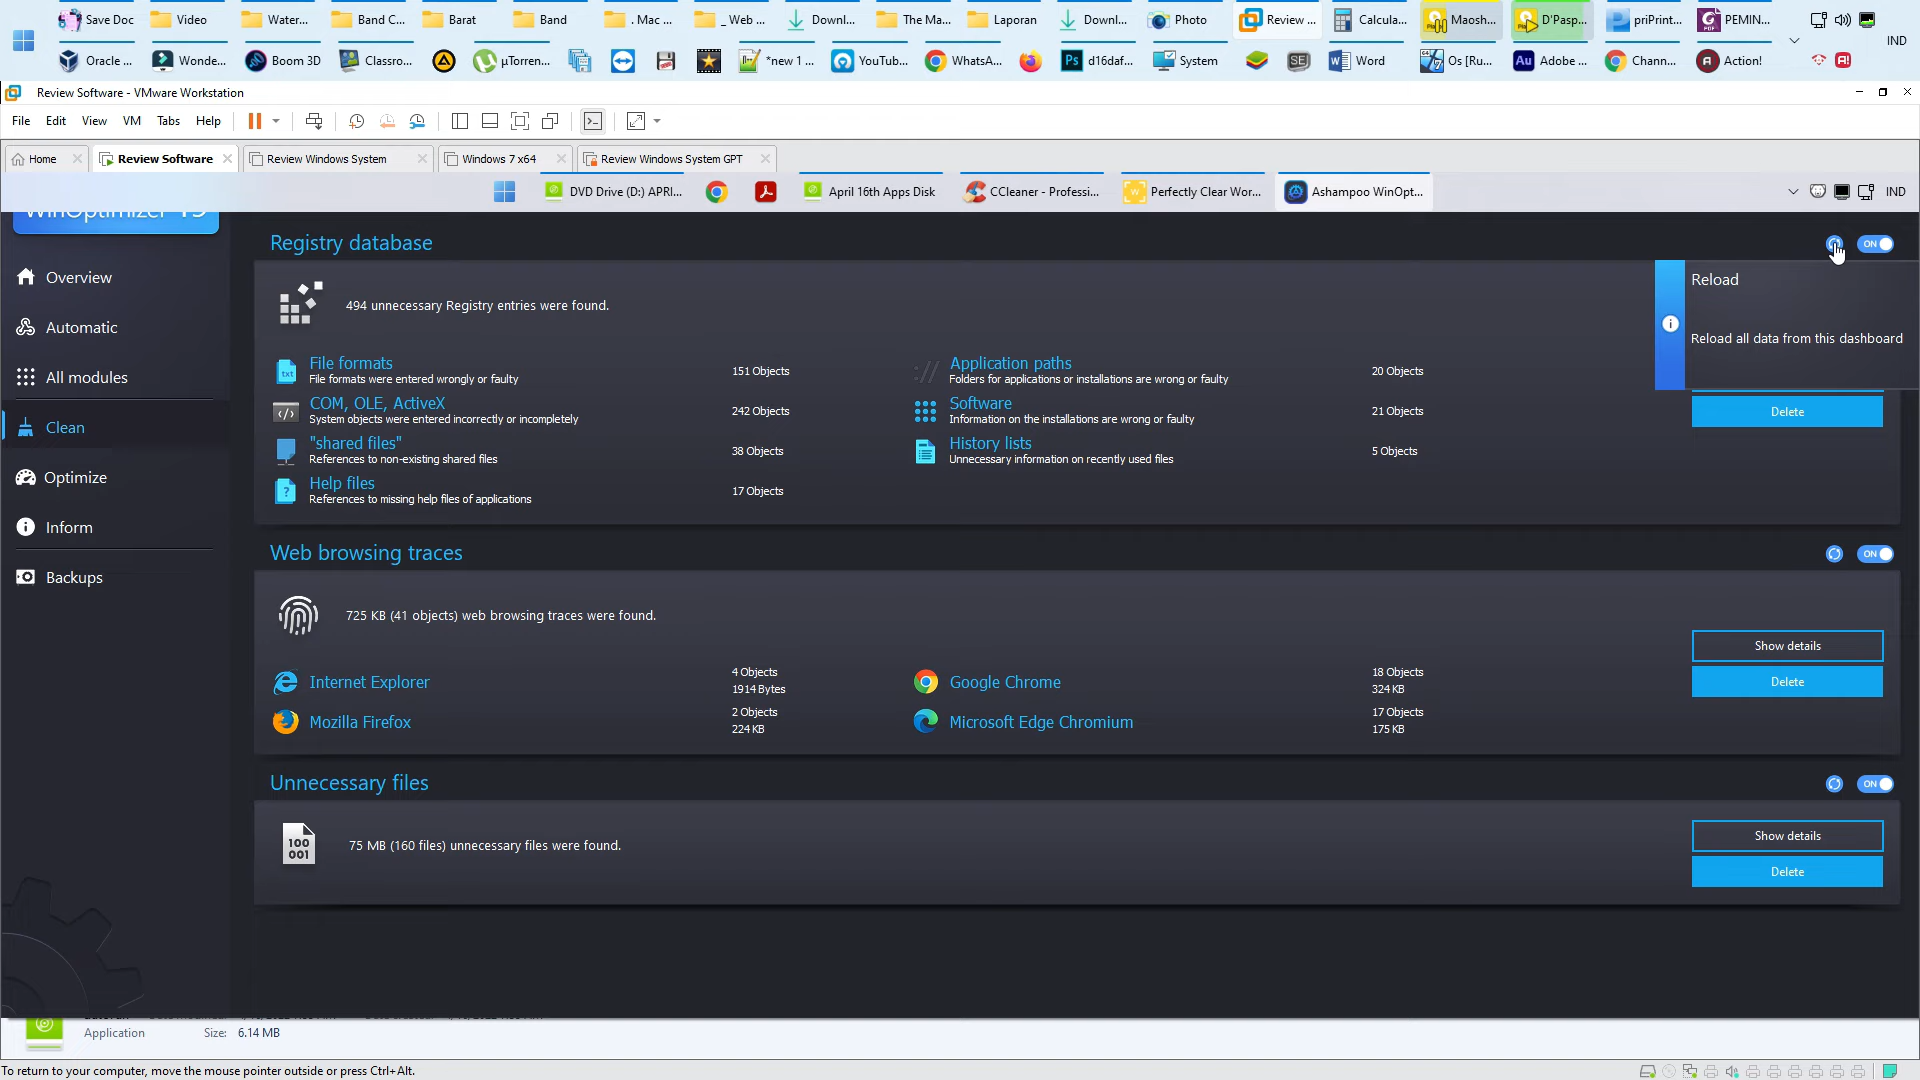 Save Doc
Video
Water...
Band C...
Barat
Band
. Mac ...
_ Web ...
Downl...
The Ma...
Laporan
Downl...
Photo
Review ...
Calcula...
Maosh...
D'Pasp...
priPrint...
PEMIN...
IND
Oracle ...
Wonde...
Boom 3D
Classro...
µTorren...
*new 1 ...
YouTub...
WhatsA...
Ps
d16daf...
System
SE
Word
Os [Ru...
Au
Adobe ...
Chann...
Action!
Review Software - VMware Workstation
File
Edit
View
VM
Tabs
Help
Home
Review Software
Review Windows System
Windows 7 x64
Review Windows System GPT
DVD Drive (D:) APRI...
April 16th Apps Disk
CCleaner - Professi...
Perfectly Clear Wor...
Ashampoo WinOpt...
IND
Overview
Automatic
All modules
Clean
Optimize
Inform
Backups
Registry database
ON
494 unnecessary Registry entries were found.
Reload
Reload all data from this dashboard
File formats
File formats were entered wrongly or faulty
151 Objects
Application paths
Folders for applications or installations are wrong or faulty
20 Objects
COM, OLE, ActiveX
System objects were entered incorrectly or incompletely
242 Objects
Software
Information on the installations are wrong or faulty
21 Objects
Delete
"shared files"
References to non-existing shared files
38 Objects
History lists
Unnecessary information on recently used files
5 Objects
Help files
References to missing help files of applications
17 Objects
Web browsing traces
ON
725 KB (41 objects) web browsing traces were found.
Show details
Delete
Internet Explorer
4 Objects
1914 Bytes
Google Chrome
18 Objects
324 KB
Mozilla Firefox
2 Objects
224 KB
Microsoft Edge Chromium
17 Objects
175 KB
Unnecessary files
ON
100
001
75 MB (160 files) unnecessary files were found.
Show details
Delete
Application
Size: 6.14 MB
To return to your computer, move the mouse pointer outside or press Ctrl+Alt.